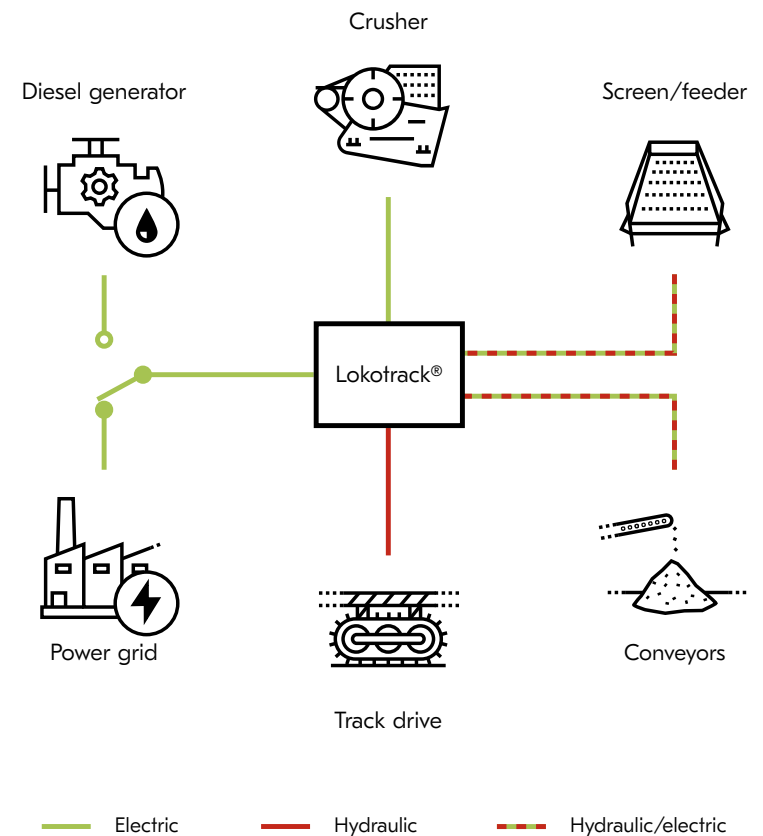 Crusher
Diesel generator
Screen/feeder
Lokotrack®
Power grid
Conveyors
Track drive
Electric
Hydraulic
Hydraulic/electric